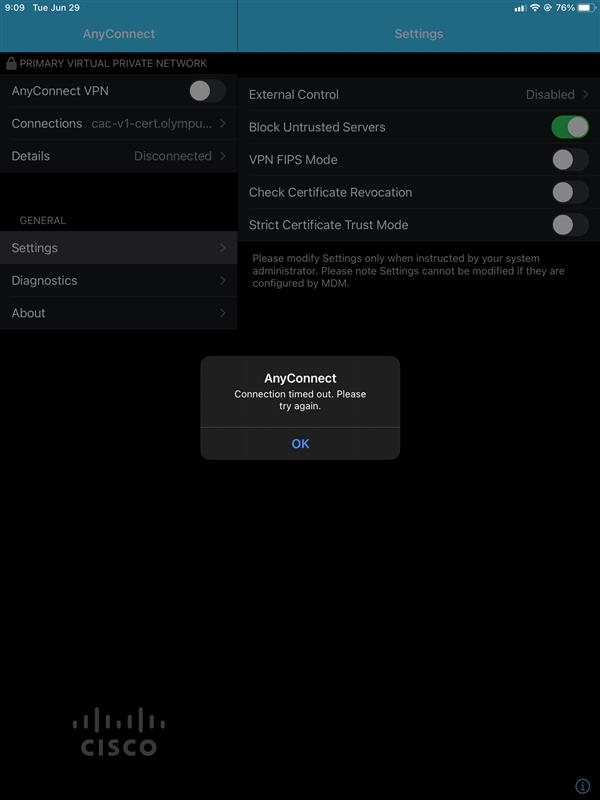 9:09 Tue Jun 29 76%
AnyConnect
Settings
PRIMARY VIRTUAL PRIVATE NETWORK
AnyConnect VPN
Connections cac-v1-cert.olympu...
Details Disconnected
GENERAL
Settings
Diagnostics
About
External Control Disabled
Block Untrusted Servers
VPN FIPS Mode
Check Certificate Revocation
Strict Certificate Trust Mode
Please modify Settings only when instructed by your system
administrator. Please note Settings cannot be modified if they are
configured by MDM.
AnyConnect
Connection timed out. Please
try again.
OK
CISCO